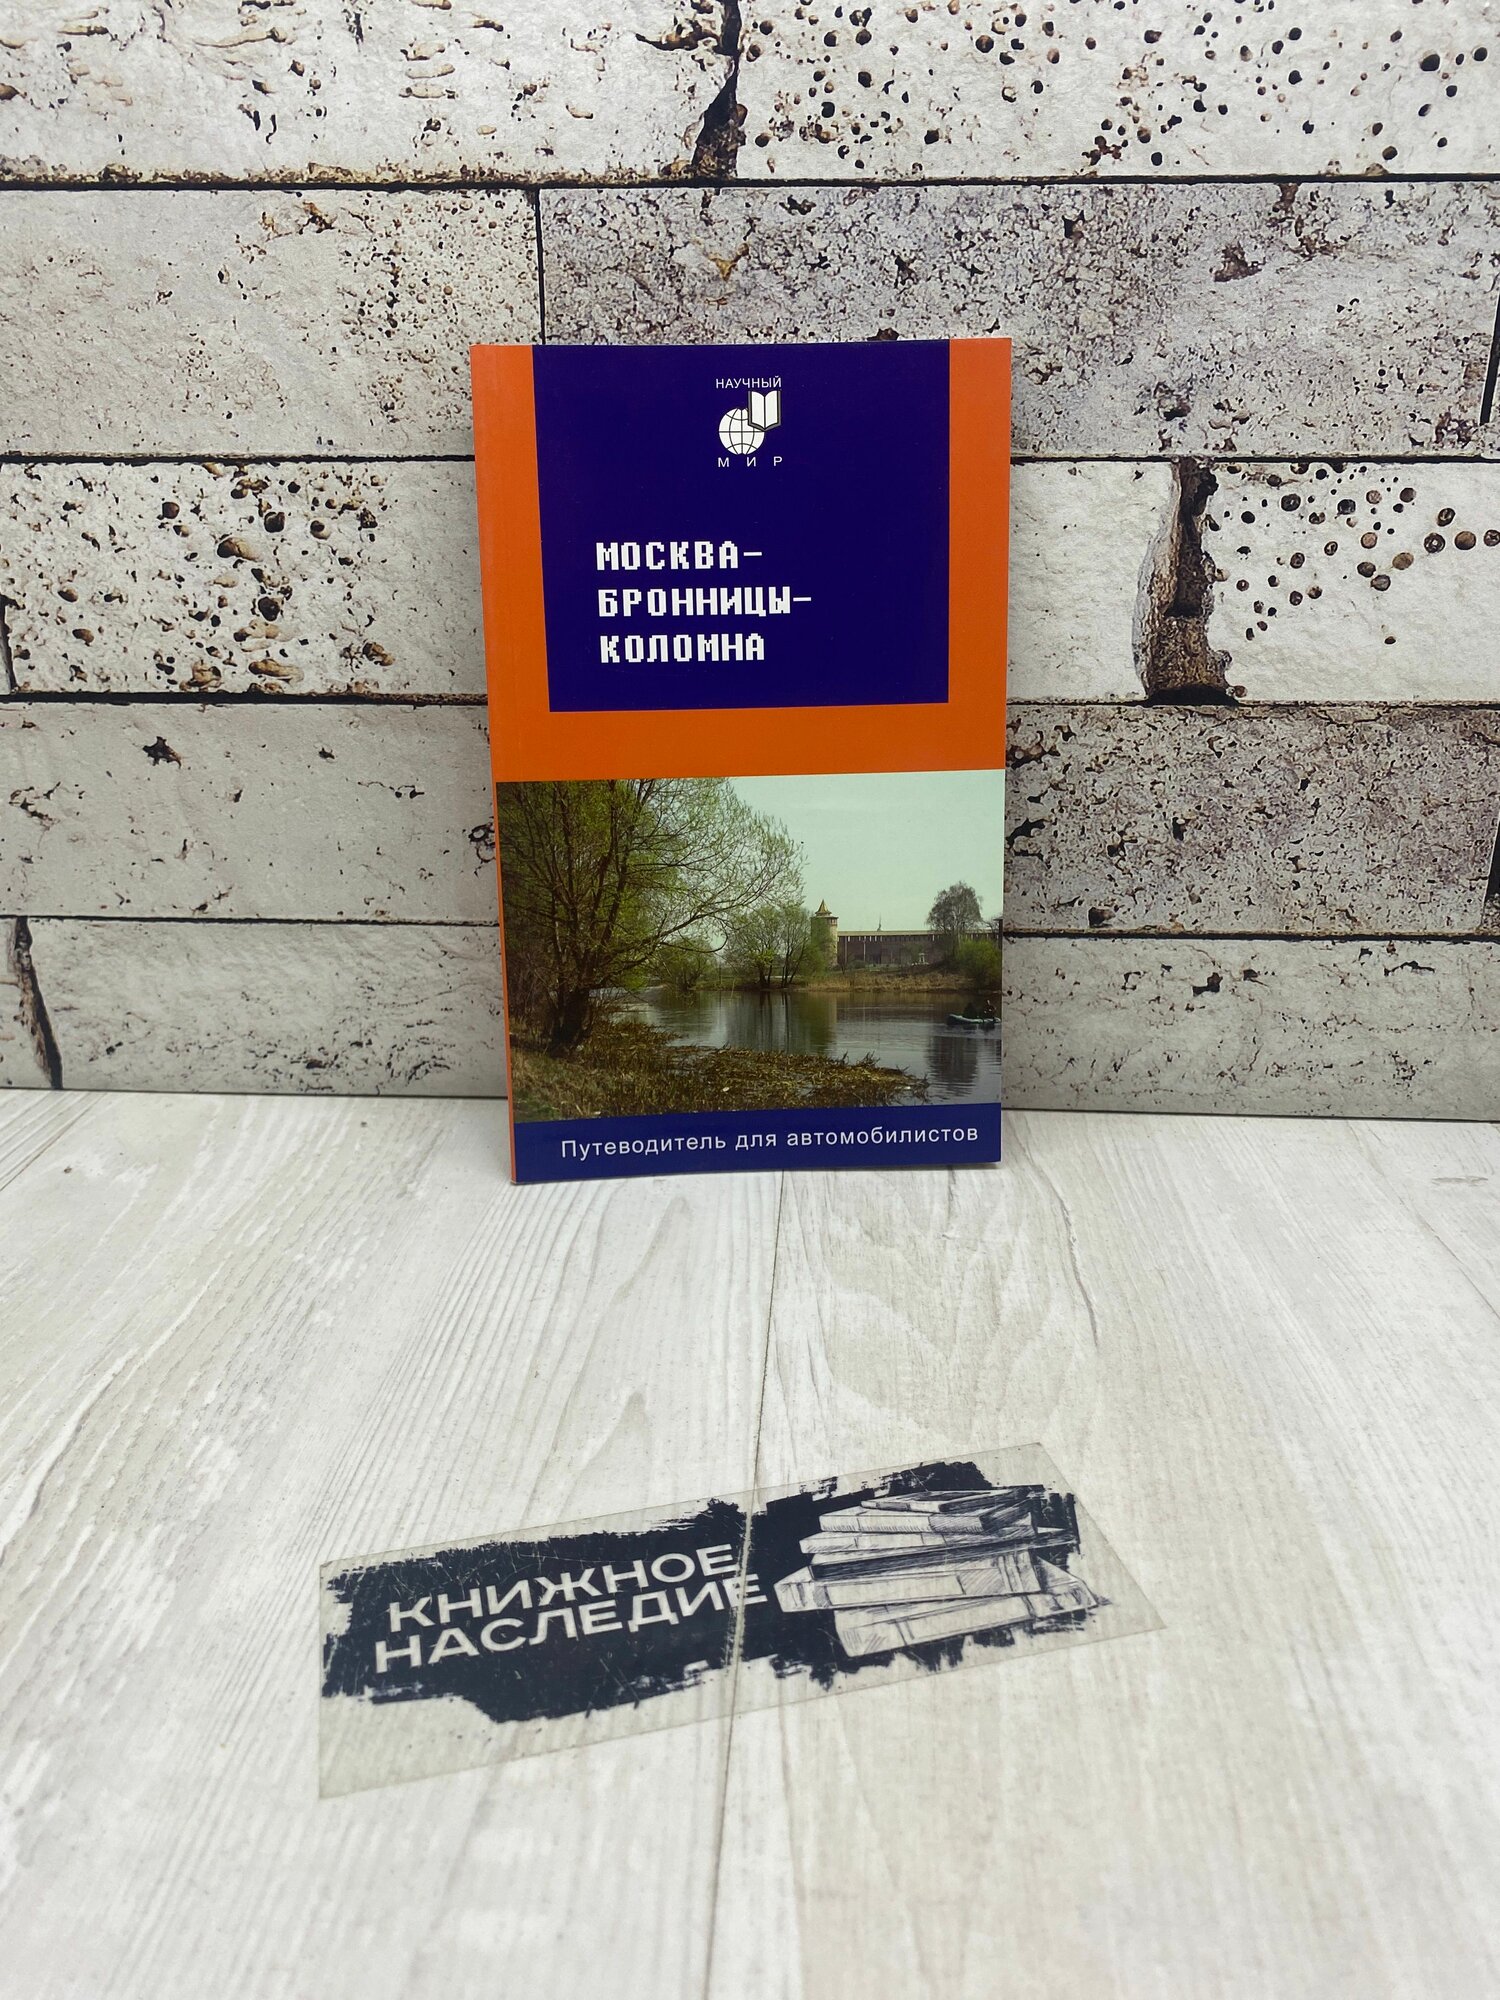 НАУЧНЫЙ
МИР
МОСКВА-
БРОННИЦЫ-
КОЛОМНА
Путеводитель для автомобилистов
КНИЖНОЕ
НАСЛЕДИЕ